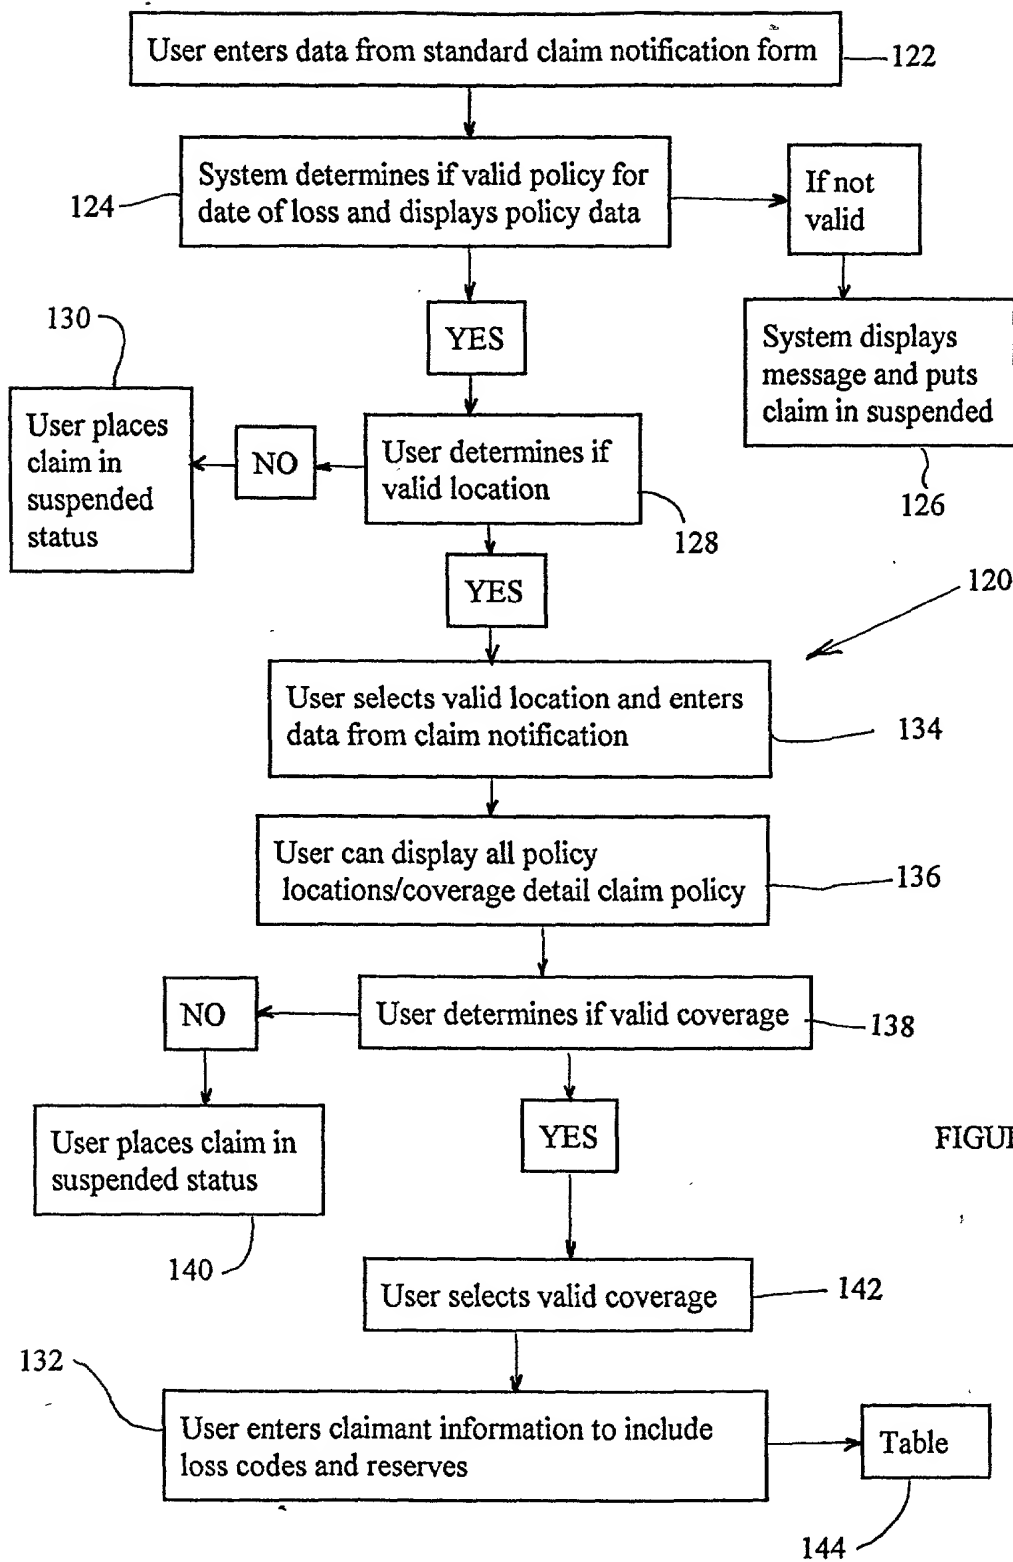 User enters data from standard claim notification form
122
System determines if valid policy for
date of loss and displays policy data
124
If not
valid
YES
System displays
message and puts
claim in suspended
126
130
User places
claim in
suspended
status
NO
User determines if
valid location
128
YES
120
User selects valid location and enters
data from claim notification
134
User can display all policy
locations/coverage detail claim policy
136
NO
User determines if valid coverage
138
User places claim in
suspended status
140
YES
FIGUR
User selects valid coverage
142
132
User enters claimant information to include
loss codes and reserves
Table
144